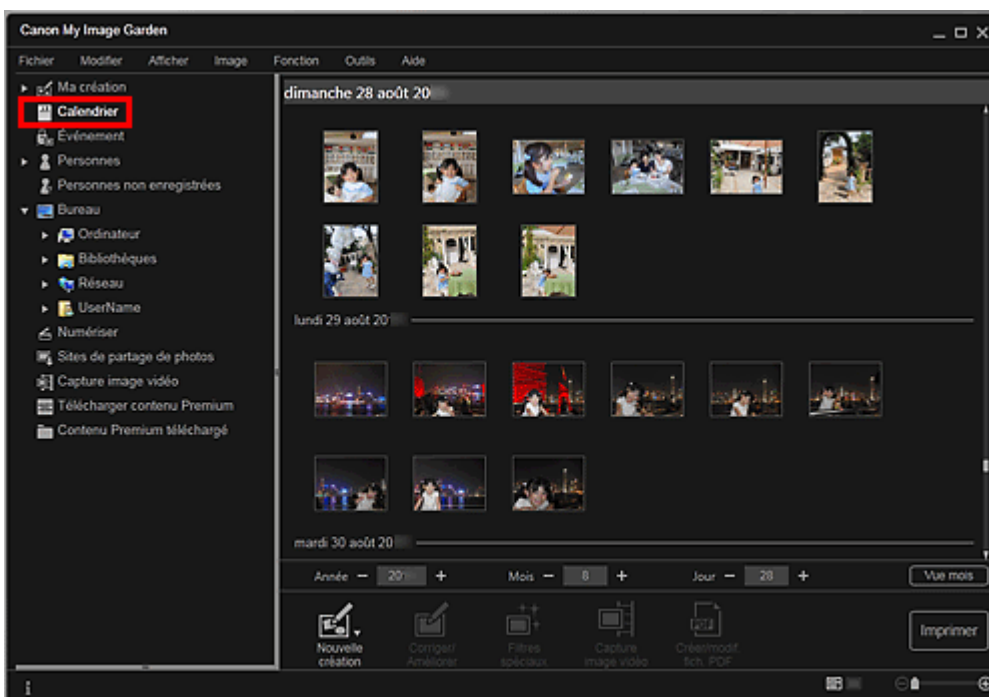 Canon My Image Garden
Fichier Modifier Afficher Image Fonction Outils Aide
Ma création
Calendrier
Événement
Personnes
Personnes non enregistrées
Bureau
Ordinateur
Bibliothèques
Réseau
UserName
Numériser
Sites de partage de photos
Capture image vidéo
Télécharger contenu Premium
Contenu Premium téléchargé
dimanche 28 août 20
lundi 29 août 20
mardi 30 août 20
Année − 20 + Mois − 8 + Jour − 28 + Vue mois
Nouvelle création
Corriger/ Améliorer
Filtres spéciaux
Capture image vidéo
Créer/modif. fich. PDF
Imprimer